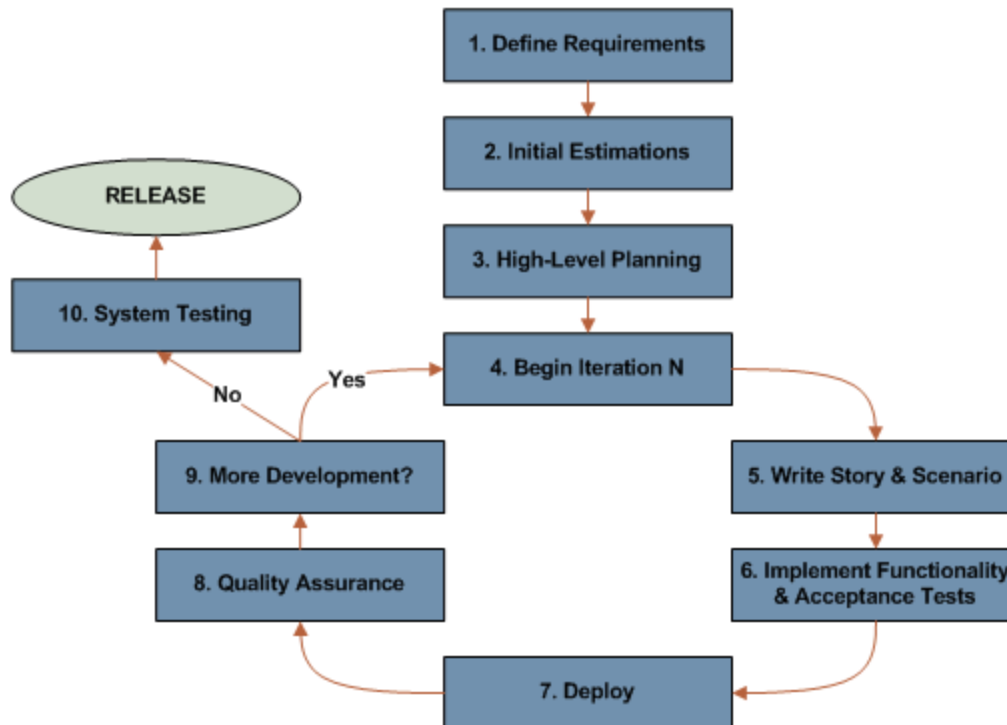 1. Define Requirements
2. Initial Estimations
RELEASE
3. High-Level Planning
10. System Testing
4. Begin Iteration N
Yes
No
9. More Development?
5. Write Story & Scenario
8. Quality Assurance
6. Implement Functionality
& Acceptance Tests
7. Deploy